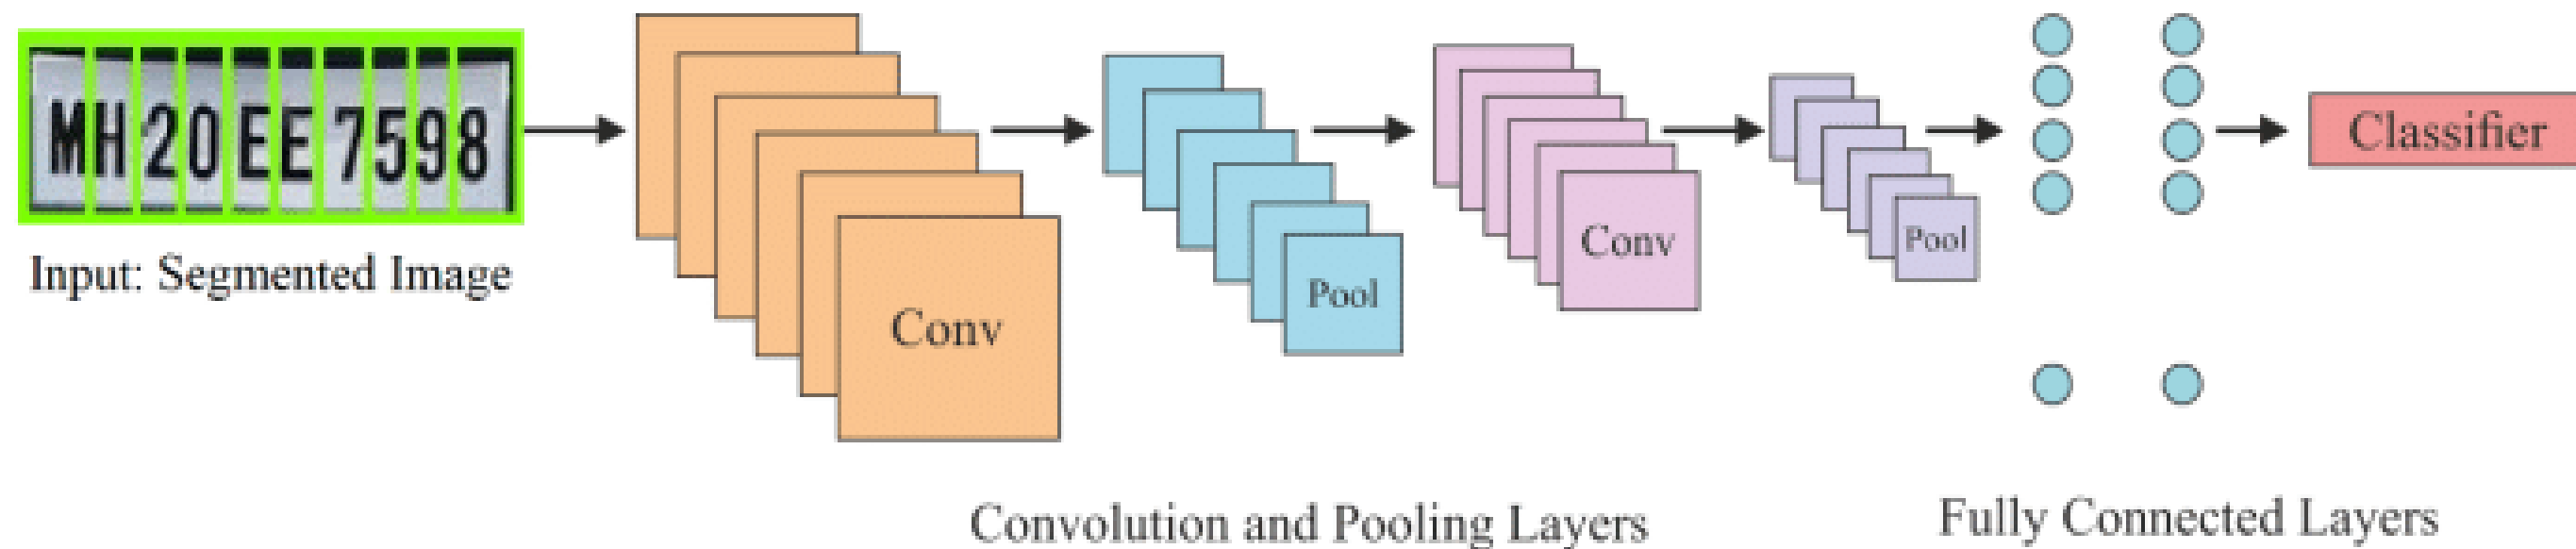 MH 20 EE 7598
Input: Segmented Image
Conv
Pool
Conv
Pool
Classifier
Convolution and Pooling Layers
Fully Connected Layers